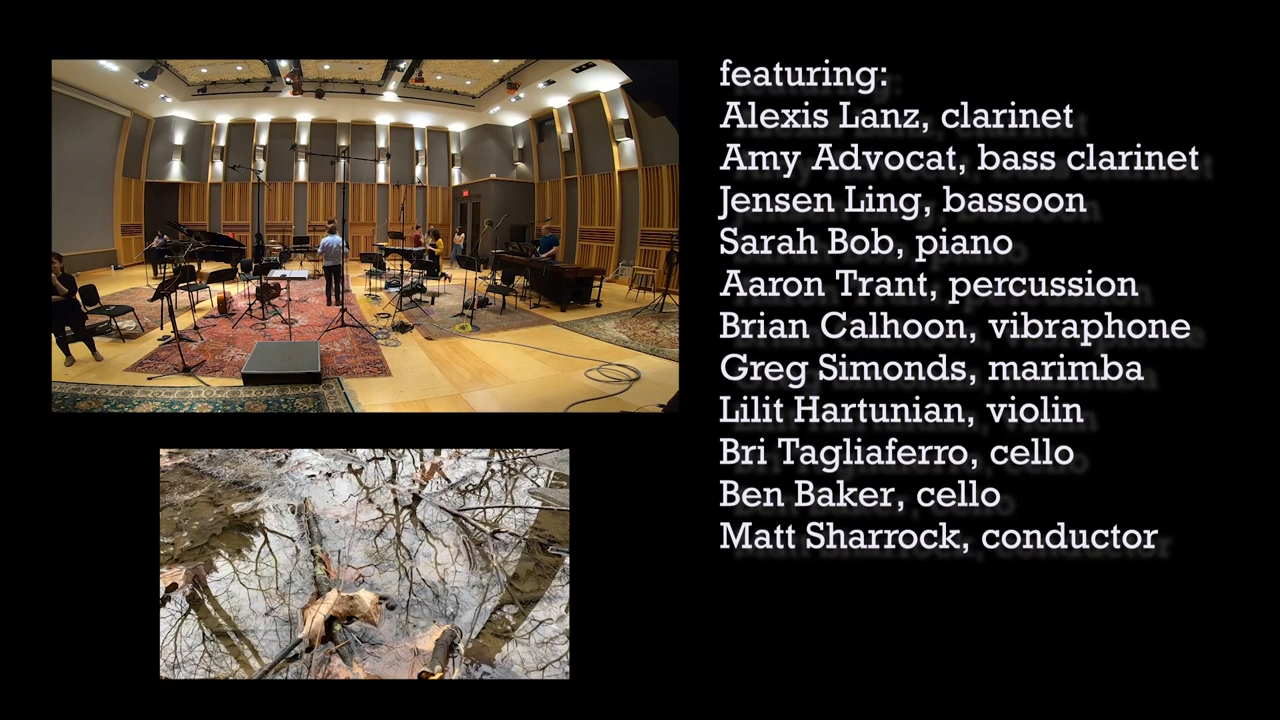 featuring:
Alexis Lanz, clarinet
Amy Advocat, bass clarinet
Jensen Ling, bassoon
Sarah Bob, piano
Aaron Trant, percussion
Brian Calhoon, vibraphone
Greg Simonds, marimba
Lilit Hartunian, violin
Bri Tagliaferro, cello
Ben Baker, cello
Matt Sharrock, conductor